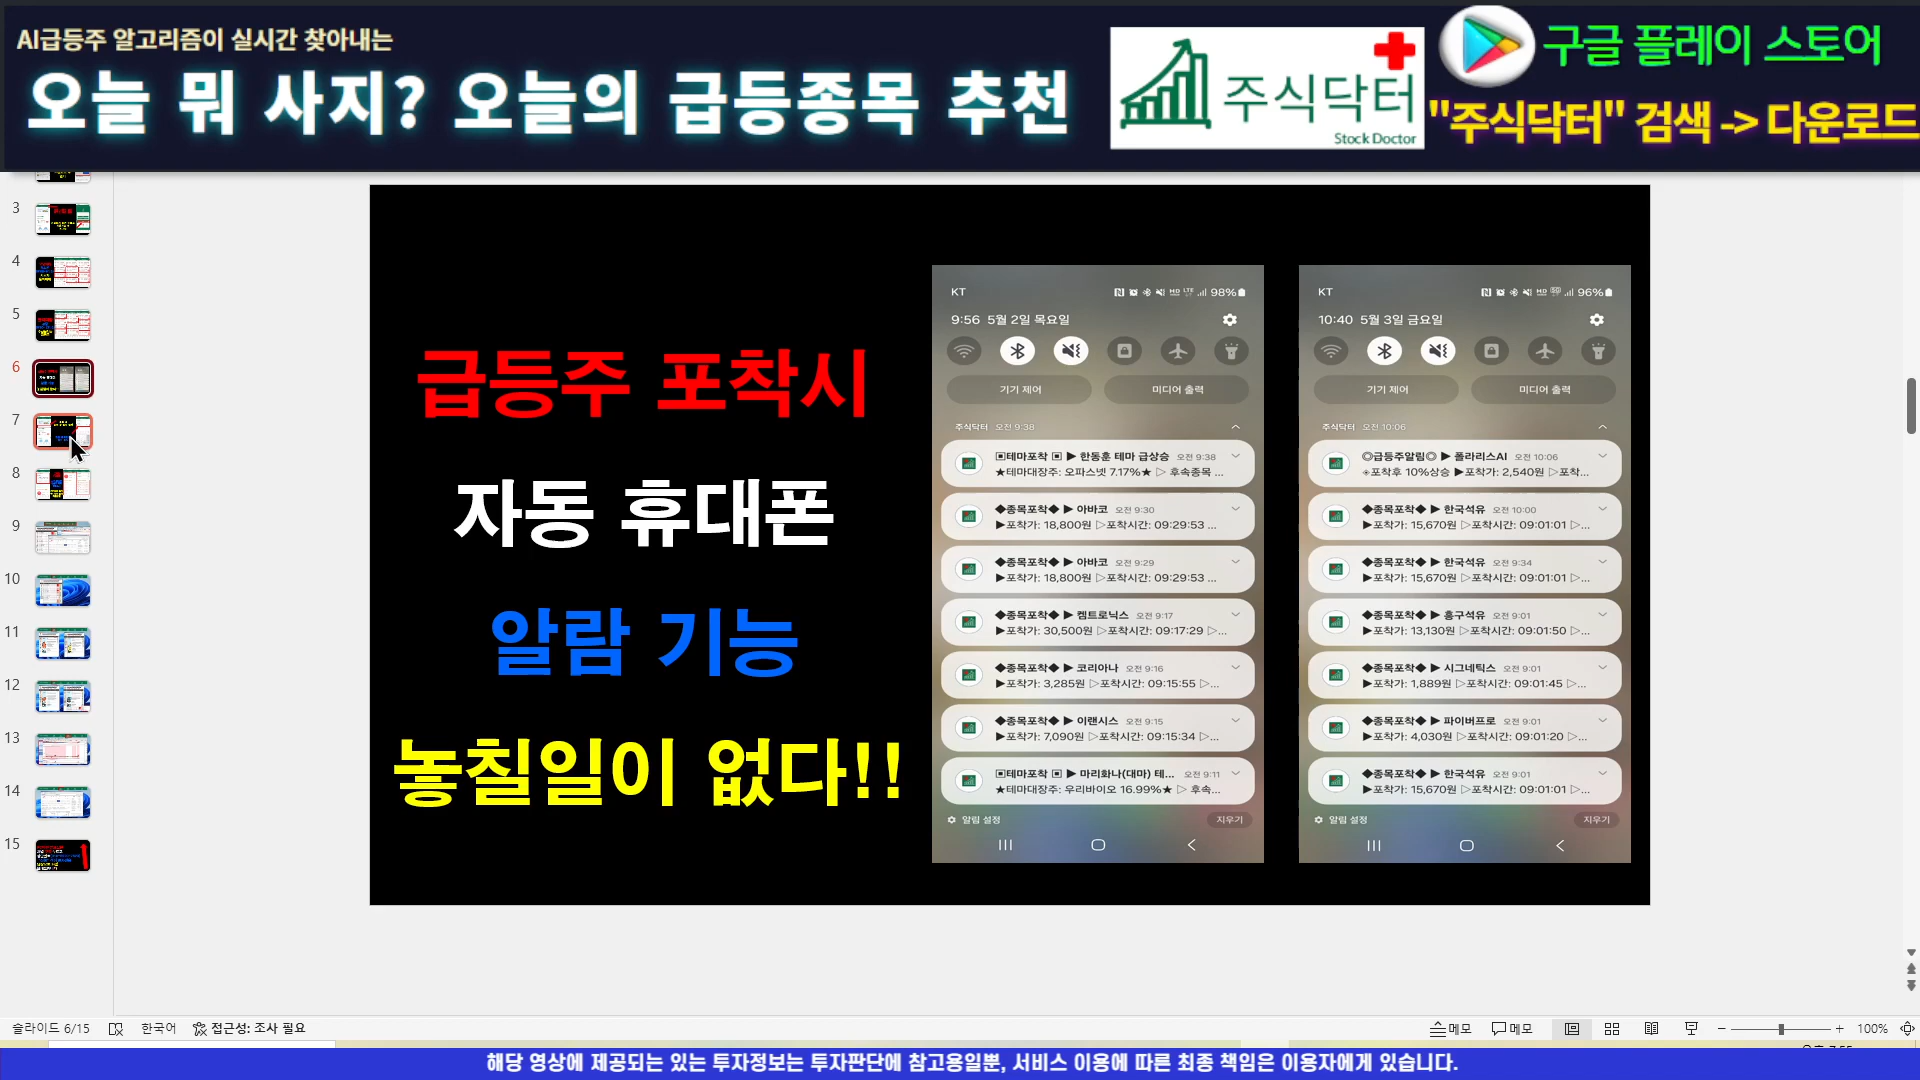 AI급등주 알고리즘이 실시간 찾아내는
오늘 뭐 사지? 오늘의 급등종목 추천
주식닥터
Stock Doctor
구글 플레이 스토어
"주식닥터" 검색 -> 다운로드
3
4
5
6
7
8
9
10
11
12
13
14
15
급등주 포착시
자동 휴대폰
알람 기능
놓칠일이 없다!!
KT
98%
9:56 5월 2일 목요일
기기 제어
미디어 출력
주식닥터 오전 9:38
▣테마포착 ▣ ▶ 한동훈 테마 급상승 오전 9:38
★테마대장주: 오파스넷 7.17%★ ▷ 후속종목 ...
◆종목포착◆ ▶ 아바코 오전 9:30
▶포착가: 18,800원 ▷포착시간: 09:29:53 ...
◆종목포착◆ ▶ 아바코 오전 9:29
▶포착가: 18,800원 ▷포착시간: 09:29:53 ...
◆종목포착◆ ▶ 켐트로닉스 오전 9:17
▶포착가: 30,500원 ▷포착시간: 09:17:29 ▷...
◆종목포착◆ ▶ 코리아나 오전 9:16
▶포착가: 3,285원 ▷포착시간: 09:15:55 ▷...
◆종목포착◆ ▶ 이랜시스 오전 9:15
▶포착가: 7,090원 ▷포착시간: 09:15:34 ▷...
▣테마포착 ▣ ▶ 마리화나(대마) 테... 오전 9:11
★테마대장주: 우리바이오 16.99%★ ▷ 후속...
알림 설정
지우기
KT
96%
10:40 5월 3일 금요일
기기 제어
미디어 출력
주식닥터 오전 10:06
◎급등주알림◎ ▶ 폴라리스AI 오전 10:06
◈포착후 10%상승 ▶포착가: 2,540원 ▷포착...
◆종목포착◆ ▶ 한국석유 오전 10:00
▶포착가: 15,670원 ▷포착시간: 09:01:01 ▷...
◆종목포착◆ ▶ 한국석유 오전 9:34
▶포착가: 15,670원 ▷포착시간: 09:01:01 ▷...
◆종목포착◆ ▶ 흥구석유 오전 9:01
▶포착가: 13,130원 ▷포착시간: 09:01:50 ▷...
◆종목포착◆ ▶ 시그네틱스 오전 9:01
▶포착가: 1,889원 ▷포착시간: 09:01:45 ▷...
◆종목포착◆ ▶ 파이버프로 오전 9:01
▶포착가: 4,030원 ▷포착시간: 09:01:20 ▷...
◆종목포착◆ ▶ 한국석유 오전 9:01
▶포착가: 15,670원 ▷포착시간: 09:01:01 ▷...
알림 설정
지우기
슬라이드 6/15
한국어
접근성: 조사 필요
메모
메모
100%
해당 영상에 제공되는 있는 투자정보는 투자판단에 참고용일뿐, 서비스 이용에 따른 최종 책임은 이용자에게 있습니다.